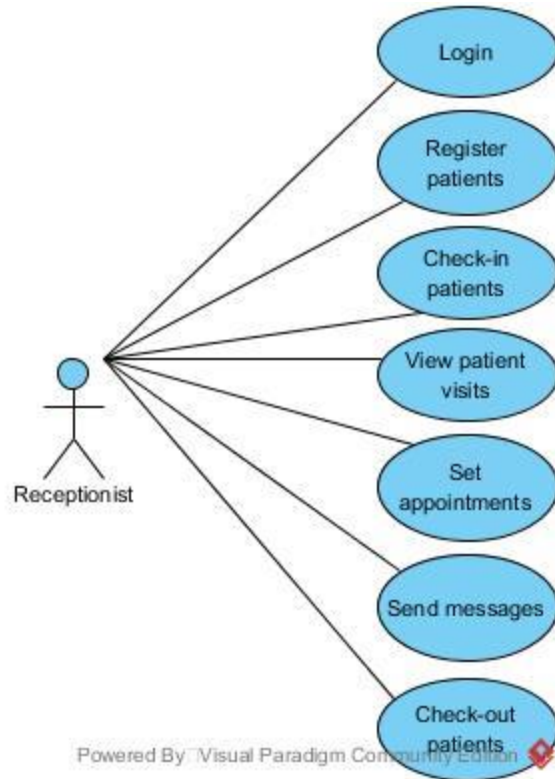 Login
Register
patients
Check-in
patients
View patient
visits
Receptionist
Set
appointments
Send messages
Check-out
patients
Powered By Visual Paradigm Community Edition